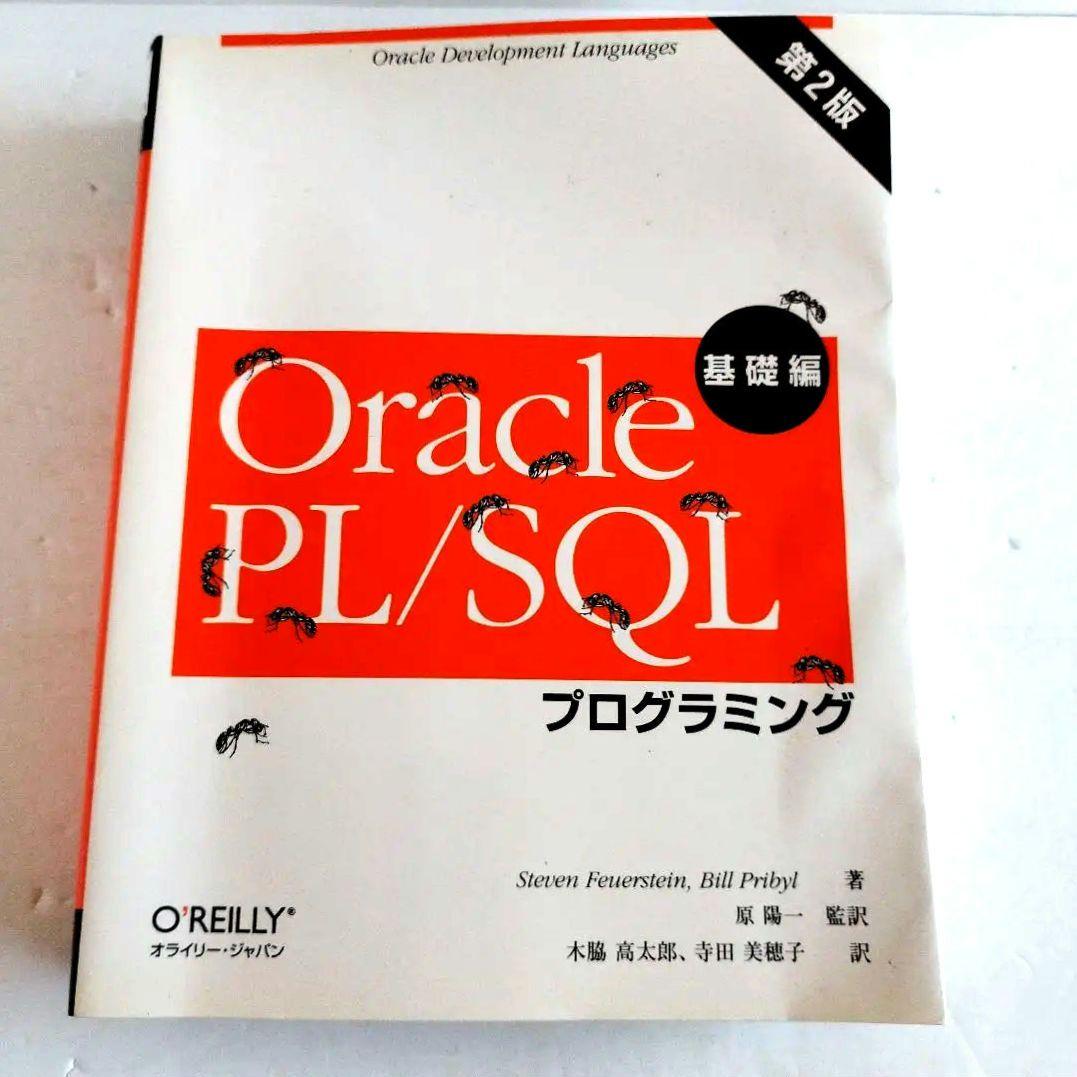 Oracle Development Languages
第2版
基礎編
Oracle
PL/SQL
プログラミング
Steven Feuerstein, Bill Pribyl 著
原 陽一 監訳
木脇 高太郎、寺田 美穂子 訳
O'REILLY®
オライリー・ジャパン